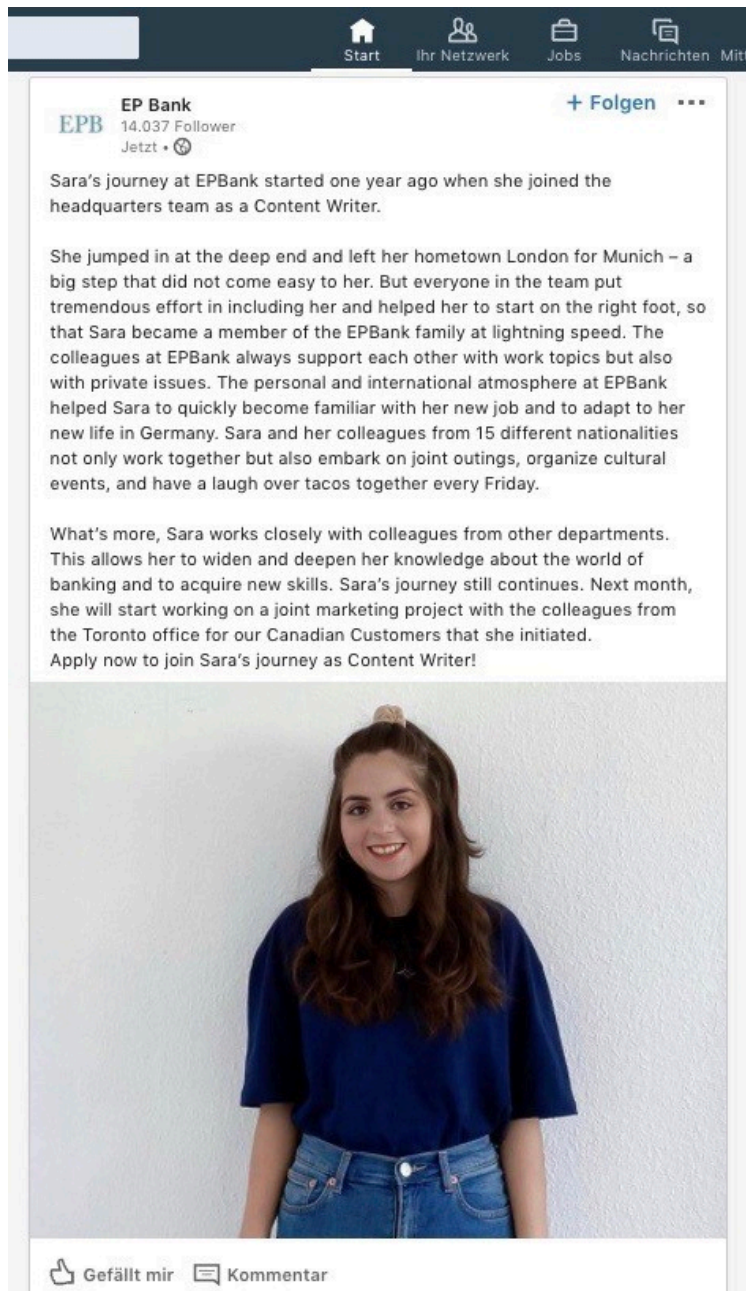 Start
Ihr Netzwerk
Jobs
Nachrichten
EP Bank
+ Folgen
EPB
14.037 Follower
Jetzt •
Sara's journey at EPBank started one year ago when she joined the
headquarters team as a Content Writer.
She jumped in at the deep end and left her hometown London for Munich – a
big step that did not come easy to her. But everyone in the team put
tremendous effort in including her and helped her to start on the right foot, so
that Sara became a member of the EPBank family at lightning speed. The
colleagues at EPBank always support each other with work topics but also
with private issues. The personal and international atmosphere at EPBank
helped Sara to quickly become familiar with her new job and to adapt to her
new life in Germany. Sara and her colleagues from 15 different nationalities
not only work together but also embark on joint outings, organize cultural
events, and have a laugh over tacos together every Friday.
What's more, Sara works closely with colleagues from other departments.
This allows her to widen and deepen her knowledge about the world of
banking and to acquire new skills. Sara's journey still continues. Next month,
she will start working on a joint marketing project with the colleagues from
the Toronto office for our Canadian Customers that she initiated.
Apply now to join Sara's journey as Content Writer!
Gefällt mir
Kommentar